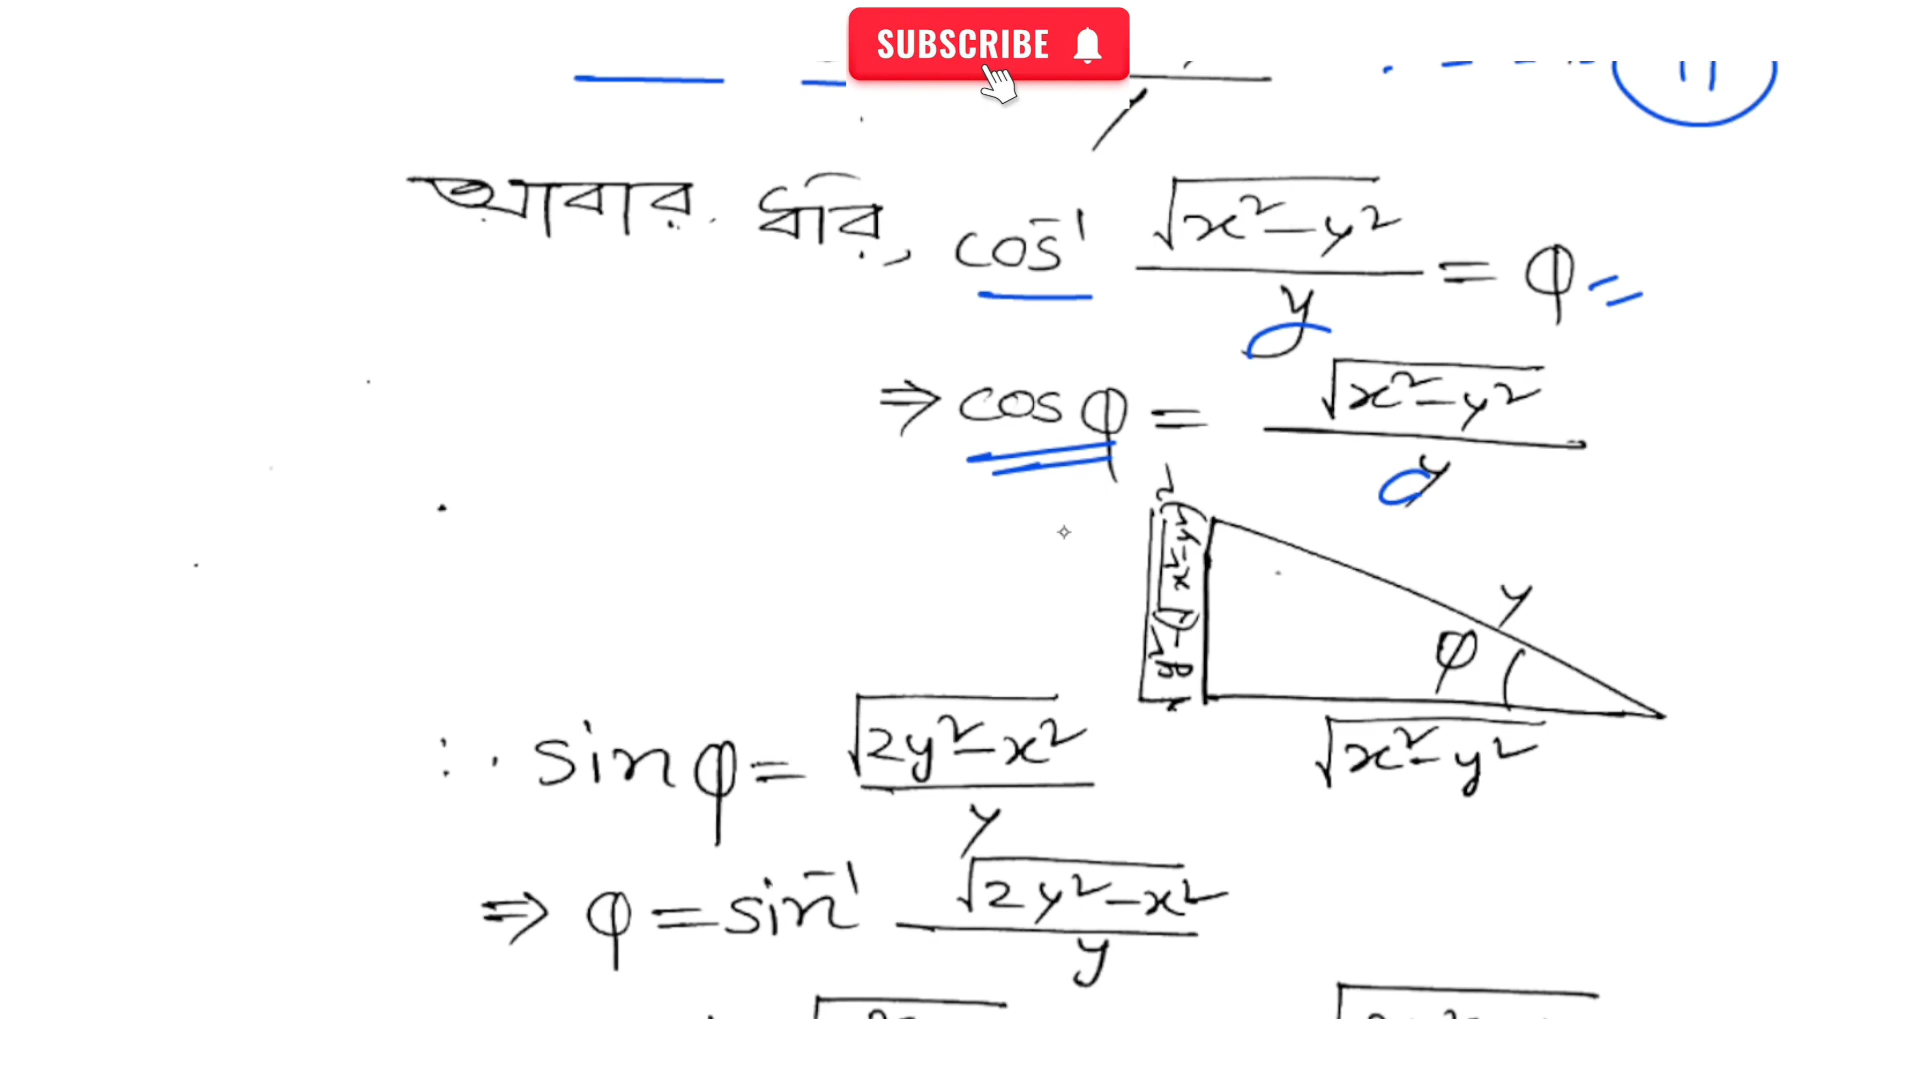 SUBSCRIBE
11
আবার ধরি, cos⁻¹ √(x²-y²)/y = φ
⇒ cos φ = √(x²-y²)/y
√(y²-(√(x²-y²))²)
y
φ
√(x²-y²)
∴ sin φ = √(2y²-x²)/y
⇒ φ = sin⁻¹ √(2y²-x²)/y